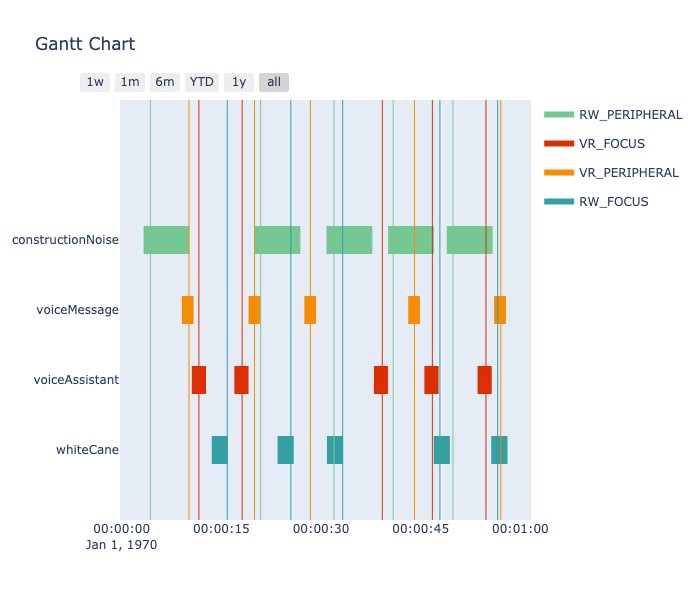 Gantt Chart
1w 1m 6m YTD 1y all
RW_PERIPHERAL
VR_FOCUS
VR_PERIPHERAL
RW_FOCUS
constructionNoise
voiceMessage
voiceAssistant
whiteCane
00:00:00 00:00:15 00:00:30 00:00:45 00:01:00
Jan 1, 1970